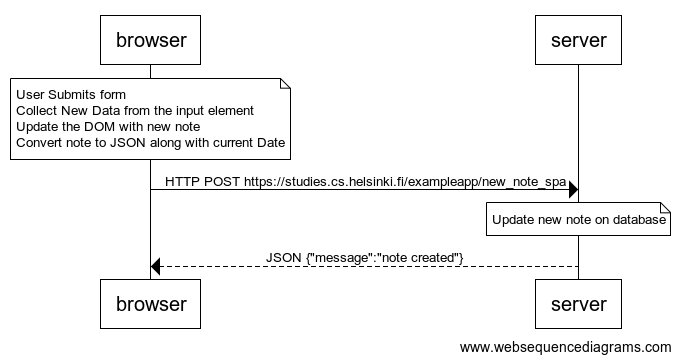 browser
server
User Submits form
Collect New Data from the input element
Update the DOM with new note
Convert note to JSON along with current Date
HTTP POST https://studies.cs.helsinki.fi/exampleapp/new_note_spa
Update new note on database
JSON {"message":"note created"}
browser
server
www.websequencediagrams.com